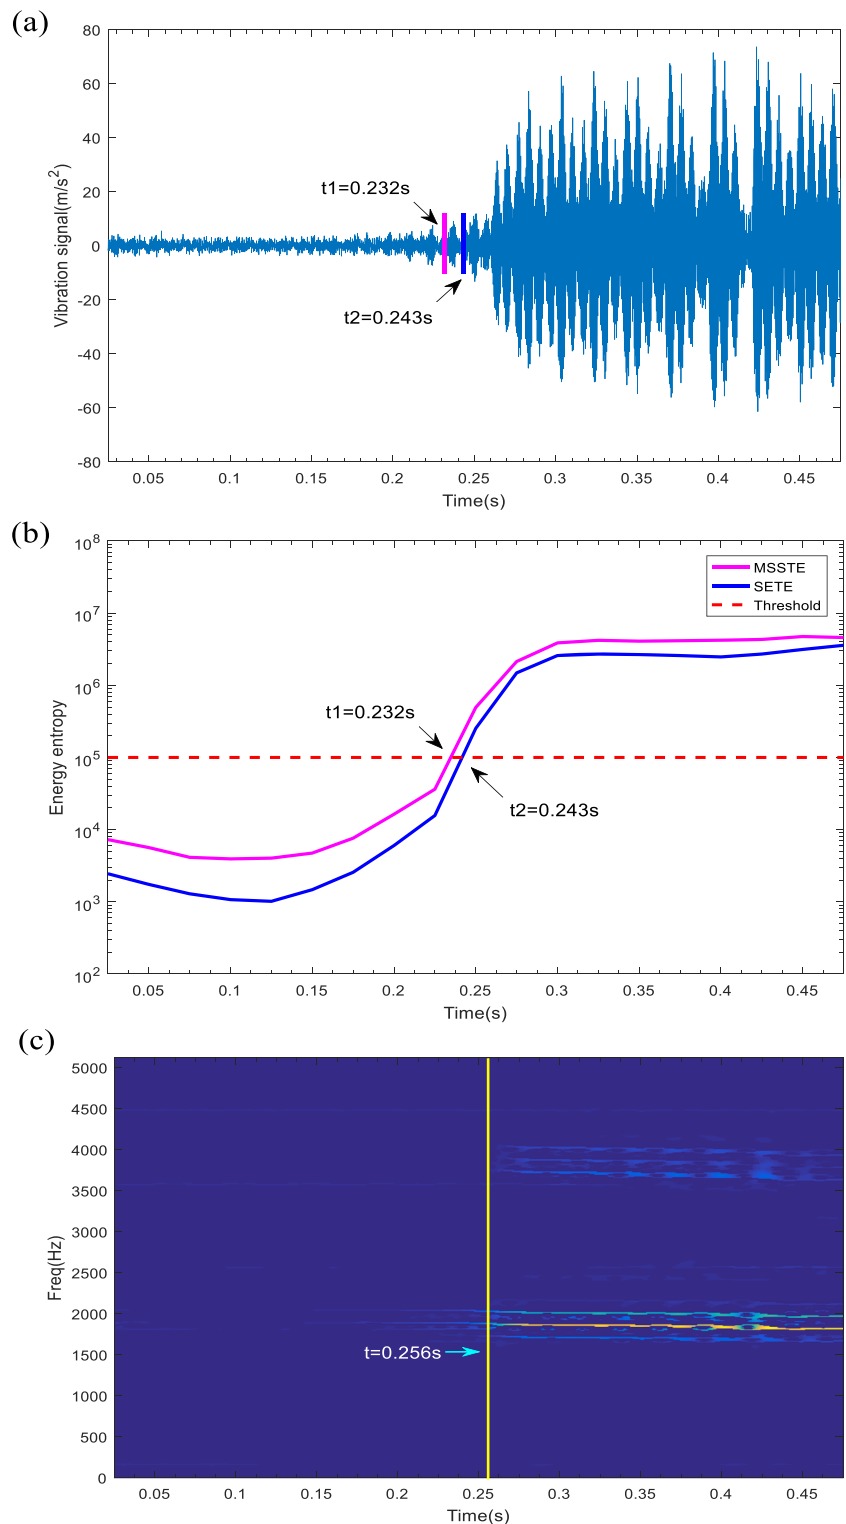 (a)
80
60
40
20
0
-20
-40
-60
-80
Vibration signal(m/s²)
t1=0.232s
t2=0.243s
0.05 0.1 0.15 0.2 0.25 0.3 0.35 0.4 0.45
Time(s)
(b)
10⁸
10⁷
10⁶
10⁵
10⁴
10³
10²
Energy entropy
MSSTE
SETE
Threshold
t1=0.232s
t2=0.243s
0.05 0.1 0.15 0.2 0.25 0.3 0.35 0.4 0.45
Time(s)
(c)
5000
4500
4000
3500
3000
2500
2000
1500
1000
500
0
Freq(Hz)
t=0.256s
0.05 0.1 0.15 0.2 0.25 0.3 0.35 0.4 0.45
Time(s)